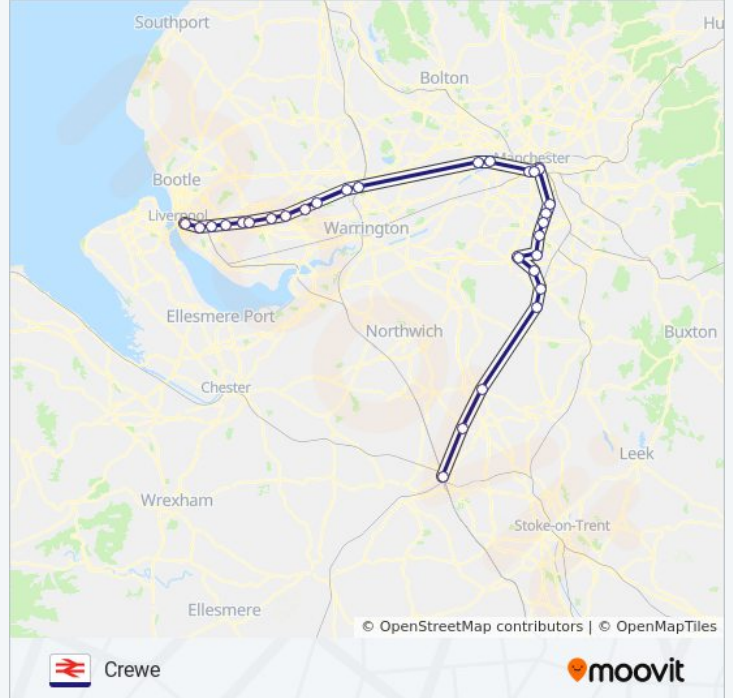 Southport
Hu
Bolton
Manchester
Bootle
Liverpool
Warrington
Ellesmere Port
Northwich
Buxton
Chester
Leek
Wrexham
Stoke-on-Trent
Ellesmere
© OpenStreetMap contributors | © OpenMapTiles
Crewe
moovit